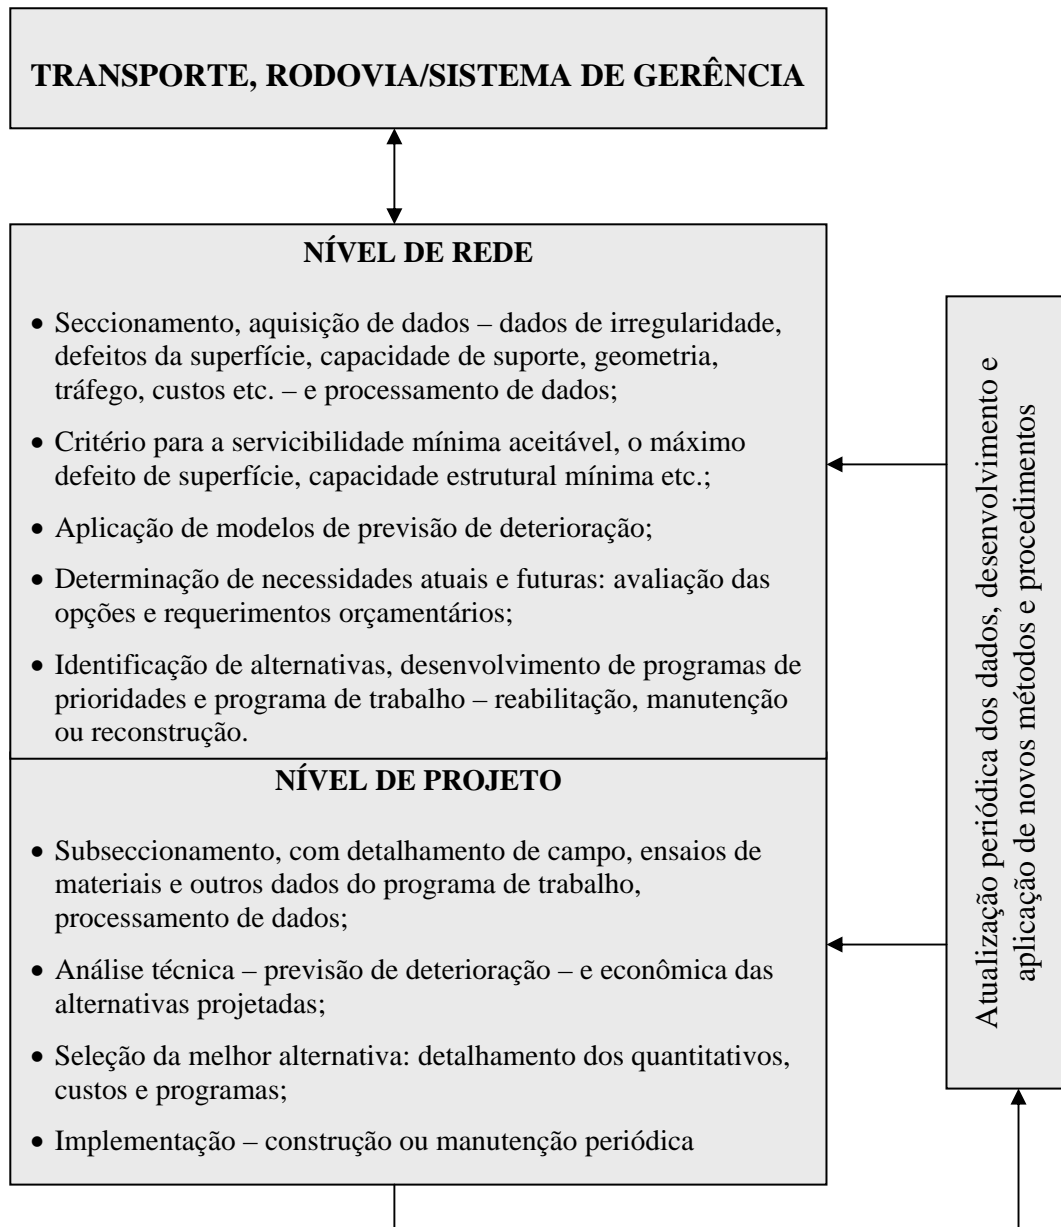 TRANSPORTE, RODOVIA/SISTEMA DE GERÊNCIA
NÍVEL DE REDE
• Seccionamento, aquisição de dados – dados de irregularidade,
defeitos da superfície, capacidade de suporte, geometria,
tráfego, custos etc. – e processamento de dados;
• Critério para a servicibilidade mínima aceitável, o máximo
defeito de superfície, capacidade estrutural mínima etc.;
• Aplicação de modelos de previsão de deterioração;
• Determinação de necessidades atuais e futuras: avaliação das
opções e requerimentos orçamentários;
• Identificação de alternativas, desenvolvimento de programas de
prioridades e programa de trabalho – reabilitação, manutenção
ou reconstrução.
NÍVEL DE PROJETO
• Subseccionamento, com detalhamento de campo, ensaios de
materiais e outros dados do programa de trabalho,
processamento de dados;
• Análise técnica – previsão de deterioração – e econômica das
alternativas projetadas;
• Seleção da melhor alternativa: detalhamento dos quantitativos,
custos e programas;
• Implementação – construção ou manutenção periódica
Atualização periódica dos dados, desenvolvimento e
aplicação de novos métodos e procedimentos